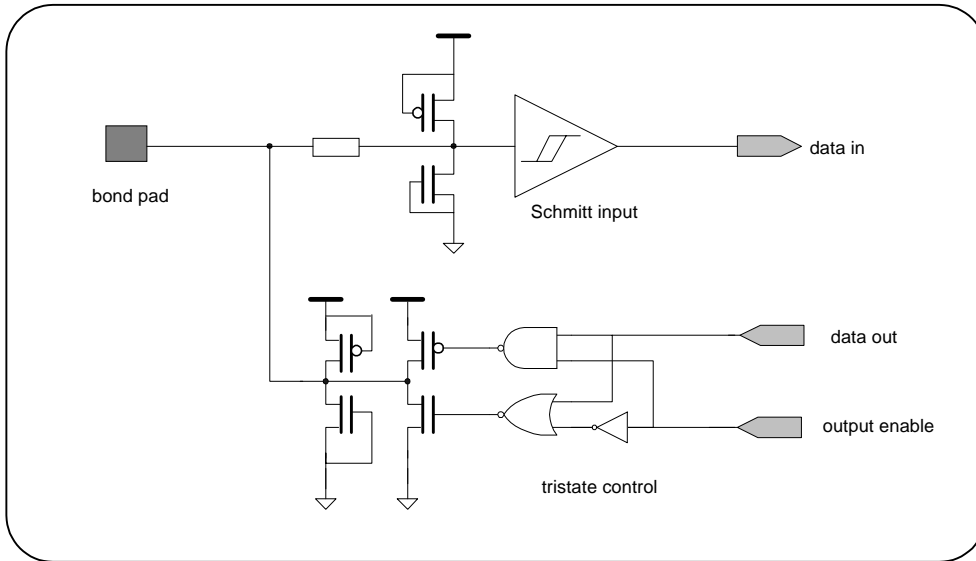 data in
bond pad
Schmitt input
data out
output enable
tristate control